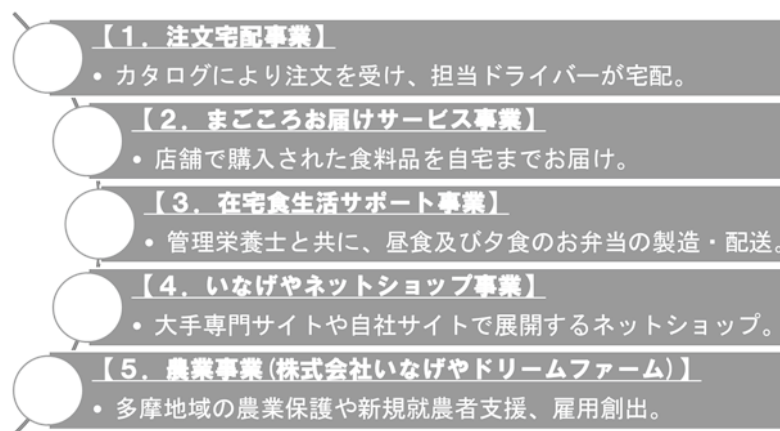 【１．注文宅配事業】
• カタログにより注文を受け、担当ドライバーが宅配。
【２．まごころお届けサービス事業】
• 店舗で購入された食料品を自宅までお届け。
【３．在宅食生活サポート事業】
• 管理栄養士と共に、昼食及び夕食のお弁当の製造・配送。
【４．いなげやネットショップ事業】
• 大手専門サイトや自社サイトで展開するネットショップ。
【５．農業事業(株式会社いなげやドリームファーム)】
• 多摩地域の農業保護や新規就農者支援、雇用創出。